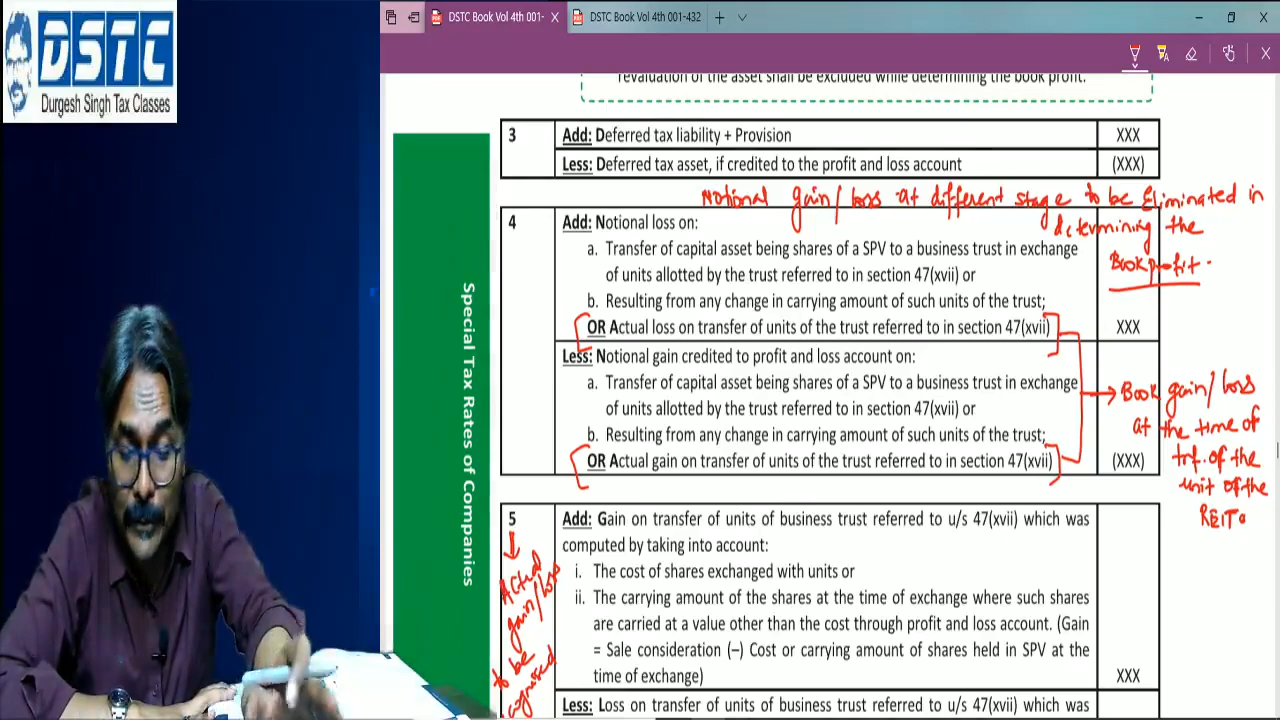 DSTC
Durgesh Singh Tax Classes
DSTC Book Vol 4th 001-
DSTC Book Vol 4th 001-432
revaluation of the asset shall be excluded while determining the book profit.
3
Add: Deferred tax liability + Provision
XXX
Less: Deferred tax asset, if credited to the profit and loss account
(XXX)
Notional gain/loss at different stage to be Eliminated in
determining the
Book profit.
4
Add: Notional loss on:
a. Transfer of capital asset being shares of a SPV to a business trust in exchange
of units allotted by the trust referred to in section 47(xvii) or
b. Resulting from any change in carrying amount of such units of the trust;
OR Actual loss on transfer of units of the trust referred to in section 47(xvii)
XXX
Less: Notional gain credited to profit and loss account on:
a. Transfer of capital asset being shares of a SPV to a business trust in exchange
of units allotted by the trust referred to in section 47(xvii) or
b. Resulting from any change in carrying amount of such units of the trust;
OR Actual gain on transfer of units of the trust referred to in section 47(xvii)
(XXX)
Book gain/loss
at the time of
trf. of the
unit of the
REIT
Special Tax Rates of Companies
5
Add: Gain on transfer of units of business trust referred to u/s 47(xvii) which was
computed by taking into account:
i. The cost of shares exchanged with units or
ii. The carrying amount of the shares at the time of exchange where such shares
are carried at a value other than the cost through profit and loss account. (Gain
= Sale consideration (–) Cost or carrying amount of shares held in SPV at the
time of exchange)
XXX
Actual
gain/loss
to be
Less: Loss on transfer of units of business trust referred to u/s 47(xvii) which was